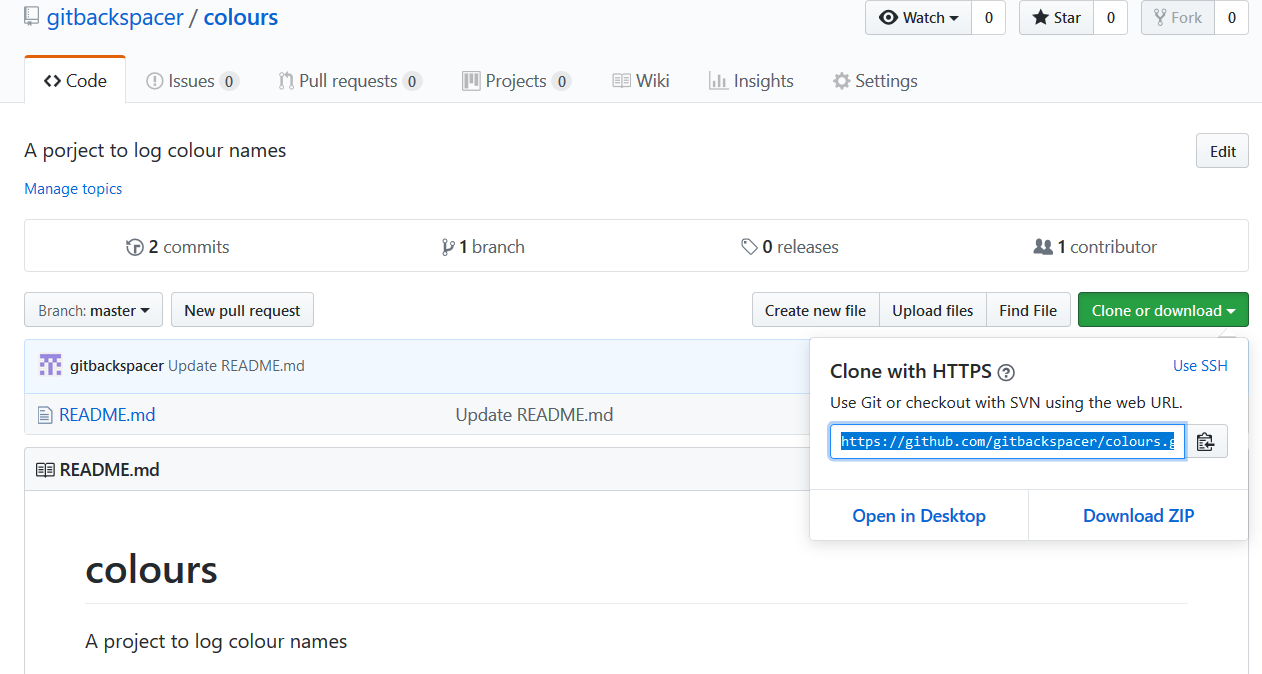 gitbackspacer / colours
Watch 0 Star 0 Fork 0
Code Issues 0 Pull requests 0 Projects 0 Wiki Insights Settings
A porject to log colour names Edit
Manage topics
2 commits 1 branch 0 releases 1 contributor
Branch: master New pull request Create new file Upload files Find File Clone or download
gitbackspacer Update README.md
README.md Update README.md
README.md
colours
A project to log colour names
Clone with HTTPS ? Use SSH
Use Git or checkout with SVN using the web URL.
https://github.com/gitbackspacer/colours.g
Open in Desktop Download ZIP